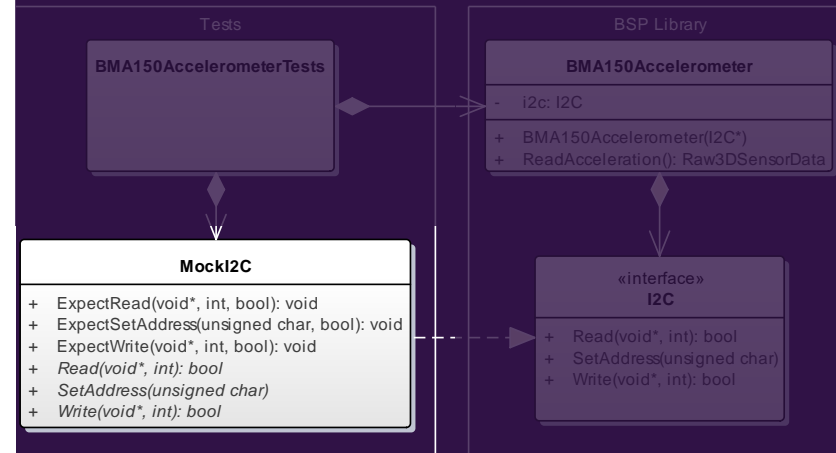 Tests
BMA150AccelerometerTests
BSP Library
BMA150Accelerometer
- i2c: I2C
+ BMA150Accelerometer(I2C*)
+ ReadAcceleration(): Raw3DSensorData
MockI2C
+ ExpectRead(void*, int, bool): void
+ ExpectSetAddress(unsigned char, bool): void
+ ExpectWrite(void*, int, bool): void
+ Read(void*, int): bool
+ SetAddress(unsigned char)
+ Write(void*, int): bool
«interface»
I2C
+ Read(void*, int): bool
+ SetAddress(unsigned char)
+ Write(void*, int): bool